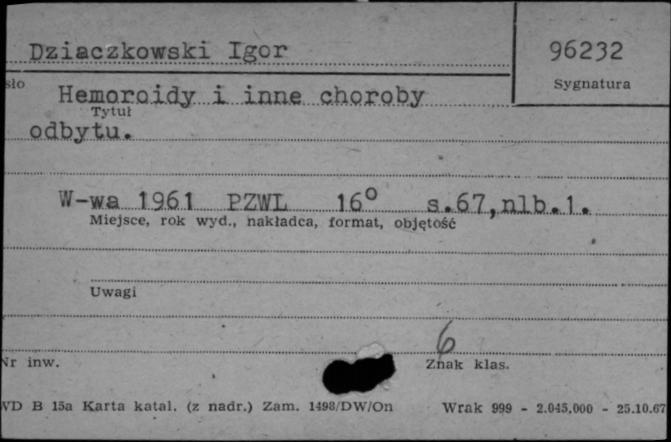 Dziaczkowski Igor
96232
Sygnatura
Hemoroidy i inne choroby
Tytuł
odbytu.
W-wa 1961 PZWL 16° s.67,nlb.1.
Miejsce, rok wyd., nakładca, format, objętość
Uwagi
6
Nr inw.
Znak klas.
WD B 15a Karta katal. (z nadr.) Zam. 1498/DW/On Wrak 999 - 2.045.000 - 25.10.67